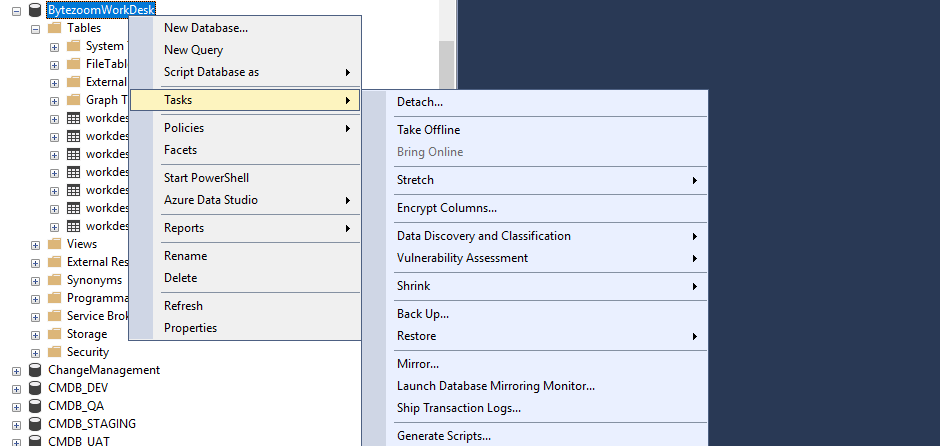 BytezoomWorkDesk
Tables
System
FileTabl
External
Graph T
workdes
workdes
workdes
workdes
workdes
workdes
workdes
Views
External Res
Synonyms
Programma
Service Brok
Storage
Security
ChangeManagement
CMDB_DEV
CMDB_QA
CMDB_STAGING
CMDB_UAT
New Database...
New Query
Script Database as
Tasks
Policies
Facets
Start PowerShell
Azure Data Studio
Reports
Rename
Delete
Refresh
Properties
Detach...
Take Offline
Bring Online
Stretch
Encrypt Columns...
Data Discovery and Classification
Vulnerability Assessment
Shrink
Back Up...
Restore
Mirror...
Launch Database Mirroring Monitor...
Ship Transaction Logs...
Generate Scripts...